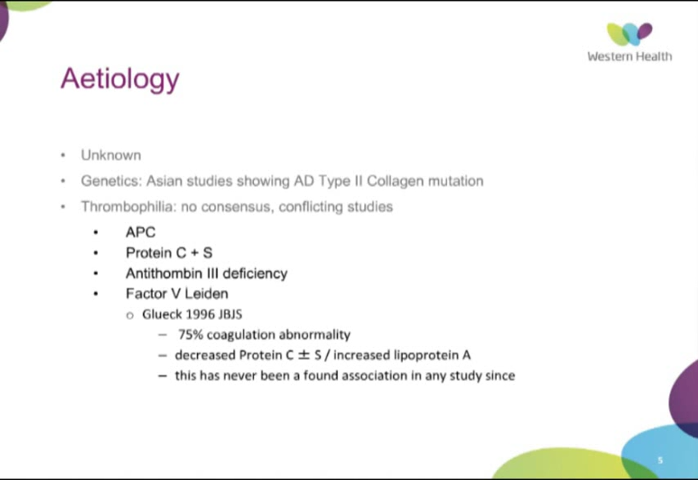 Western Health
Aetiology
• Unknown
• Genetics: Asian studies showing AD Type II Collagen mutation
• Thrombophilia: no consensus, conflicting studies
• APC
• Protein C + S
• Antithombin III deficiency
• Factor V Leiden
o Glueck 1996 JBJS
– 75% coagulation abnormality
– decreased Protein C ± S / increased lipoprotein A
– this has never been a found association in any study since
5